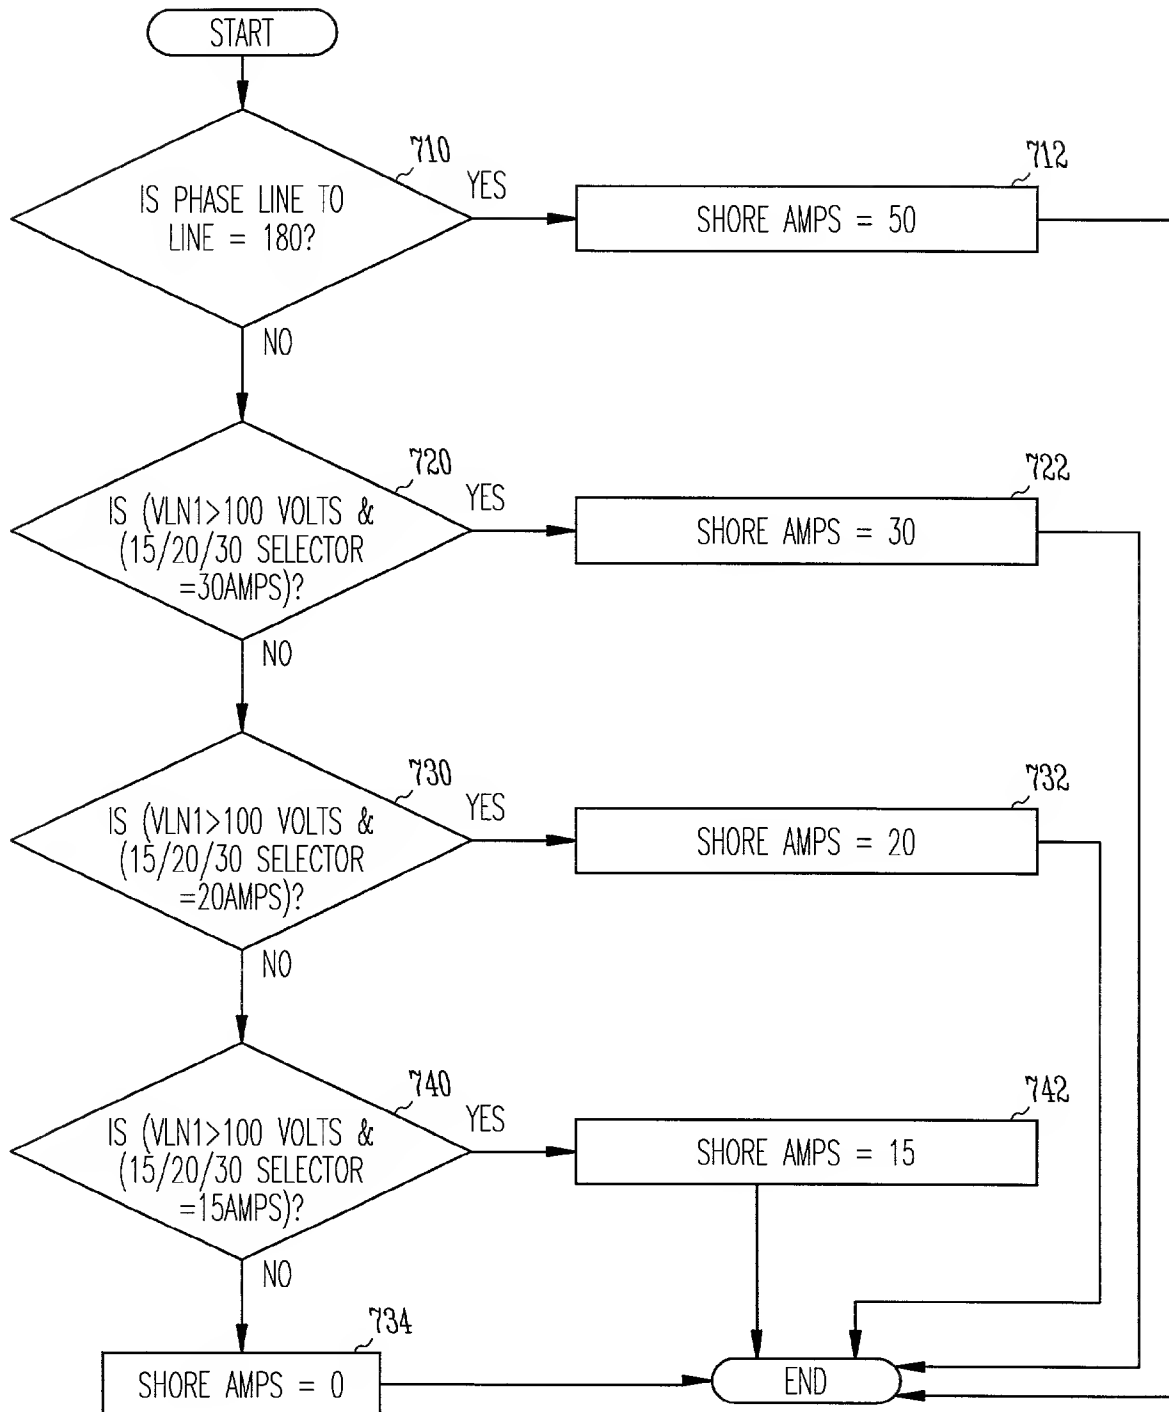 START
710
IS PHASE LINE TO
LINE = 180?
YES
712
SHORE AMPS = 50
NO
720
IS (VLN1>100 VOLTS &
(15/20/30 SELECTOR
=30AMPS)?
YES
722
SHORE AMPS = 30
NO
730
IS (VLN1>100 VOLTS &
(15/20/30 SELECTOR
=20AMPS)?
YES
732
SHORE AMPS = 20
NO
740
IS (VLN1>100 VOLTS &
(15/20/30 SELECTOR
=15AMPS)?
YES
742
SHORE AMPS = 15
NO
734
SHORE AMPS = 0
END